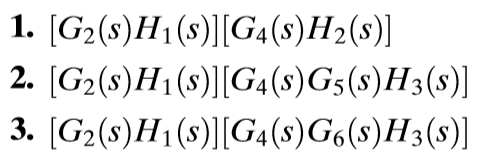 1. [G₂(s)H₁(s)][G₄(s)H₂(s)]
2. [G₂(s)H₁(s)][G₄(s)G₅(s)H₃(s)]
3. [G₂(s)H₁(s)][G₄(s)G₆(s)H₃(s)]